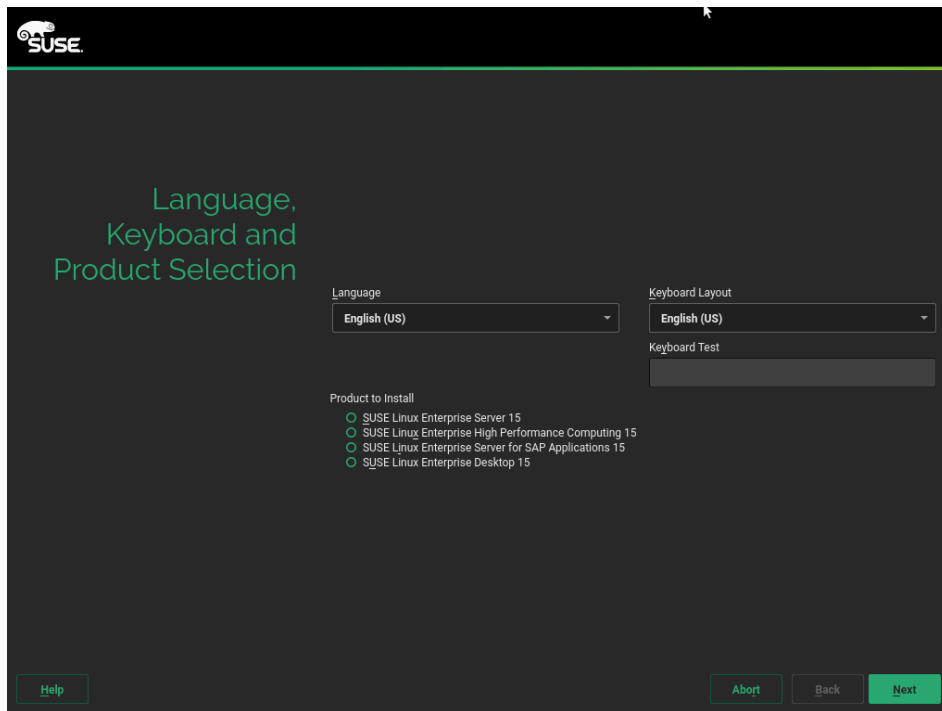 SUSE.
Language,
Keyboard and
Product Selection
Language
English (US)
Keyboard Layout
English (US)
Keyboard Test
Product to Install
SUSE Linux Enterprise Server 15
SUSE Linux Enterprise High Performance Computing 15
SUSE Linux Enterprise Server for SAP Applications 15
SUSE Linux Enterprise Desktop 15
Help
Abort
Back
Next